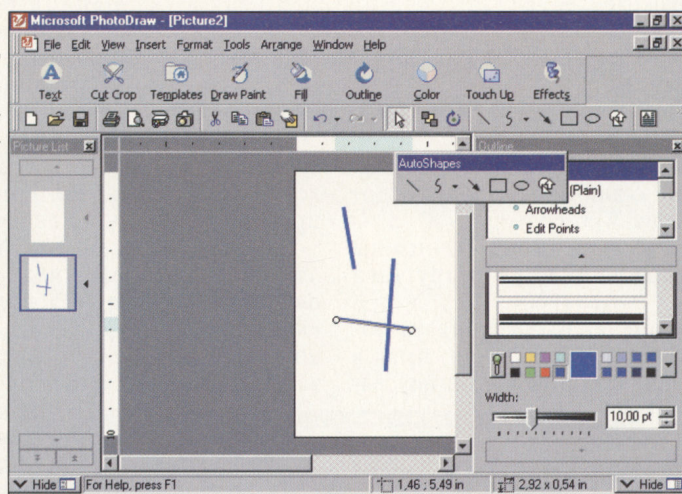 Microsoft PhotoDraw - [Picture2]
File Edit View Insert Format Tools Arrange Window Help
Text Cut Crop Templates Draw Paint Fill Outline Color Touch Up Effects
Picture List
Outline
AutoShapes
(Plain)
Arrowheads
Edit Points
Width:
10,00 pt
Hide
For Help, press F1
1,46 ; 5,49 in
2,92 x 0,54 in
Hide